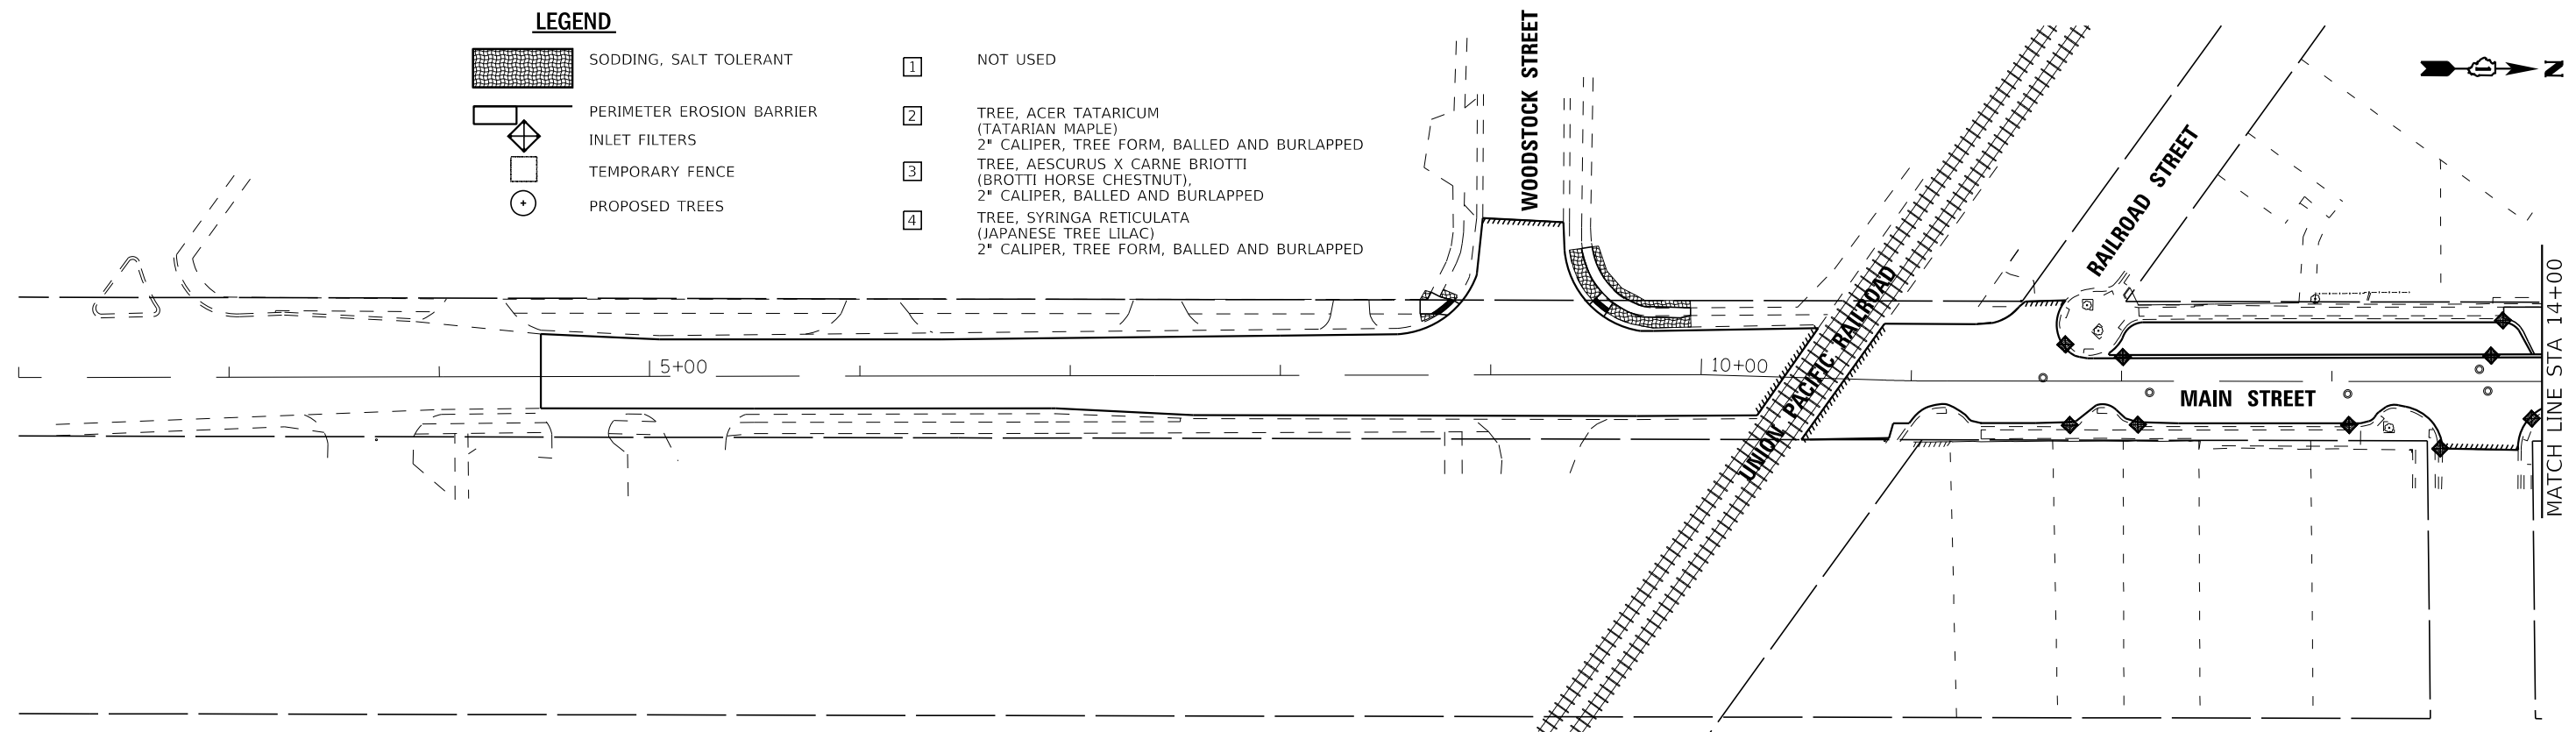 LEGEND
SODDING, SALT TOLERANT
PERIMETER EROSION BARRIER
INLET FILTERS
TEMPORARY FENCE
PROPOSED TREES
1 NOT USED
2 TREE, ACER TATARICUM
(TATARIAN MAPLE)
2" CALIPER, TREE FORM, BALLED AND BURLAPPED
3 TREE, AESCURUS X CARNE BRIOTTI
(BROTTI HORSE CHESTNUT),
2" CALIPER, BALLED AND BURLAPPED
4 TREE, SYRINGA RETICULATA
(JAPANESE TREE LILAC)
2" CALIPER, TREE FORM, BALLED AND BURLAPPED
WOODSTOCK STREET
UNION PACIFIC RAILROAD
RAILROAD STREET
N
5+00
10+00
MAIN STREET
MATCH LINE STA 14+00